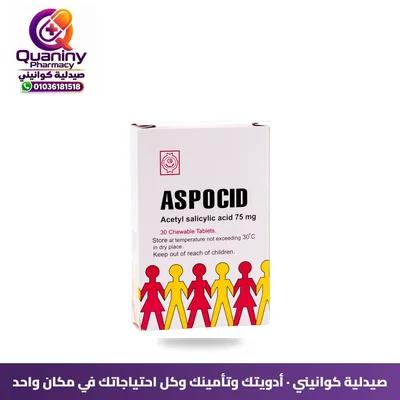 Quaniny
Pharmacy
صيدلية كوانيني
01036181518
ASPOCID
Acetyl salicylic acid 75 mg
30 Chewable Tablets.
Store at temperature not exceeding 30°C
in dry place.
Keep out of reach of children.
صيدلية كوانيني · أدويتك وتأمينك وكل احتياجاتك في مكان واحد